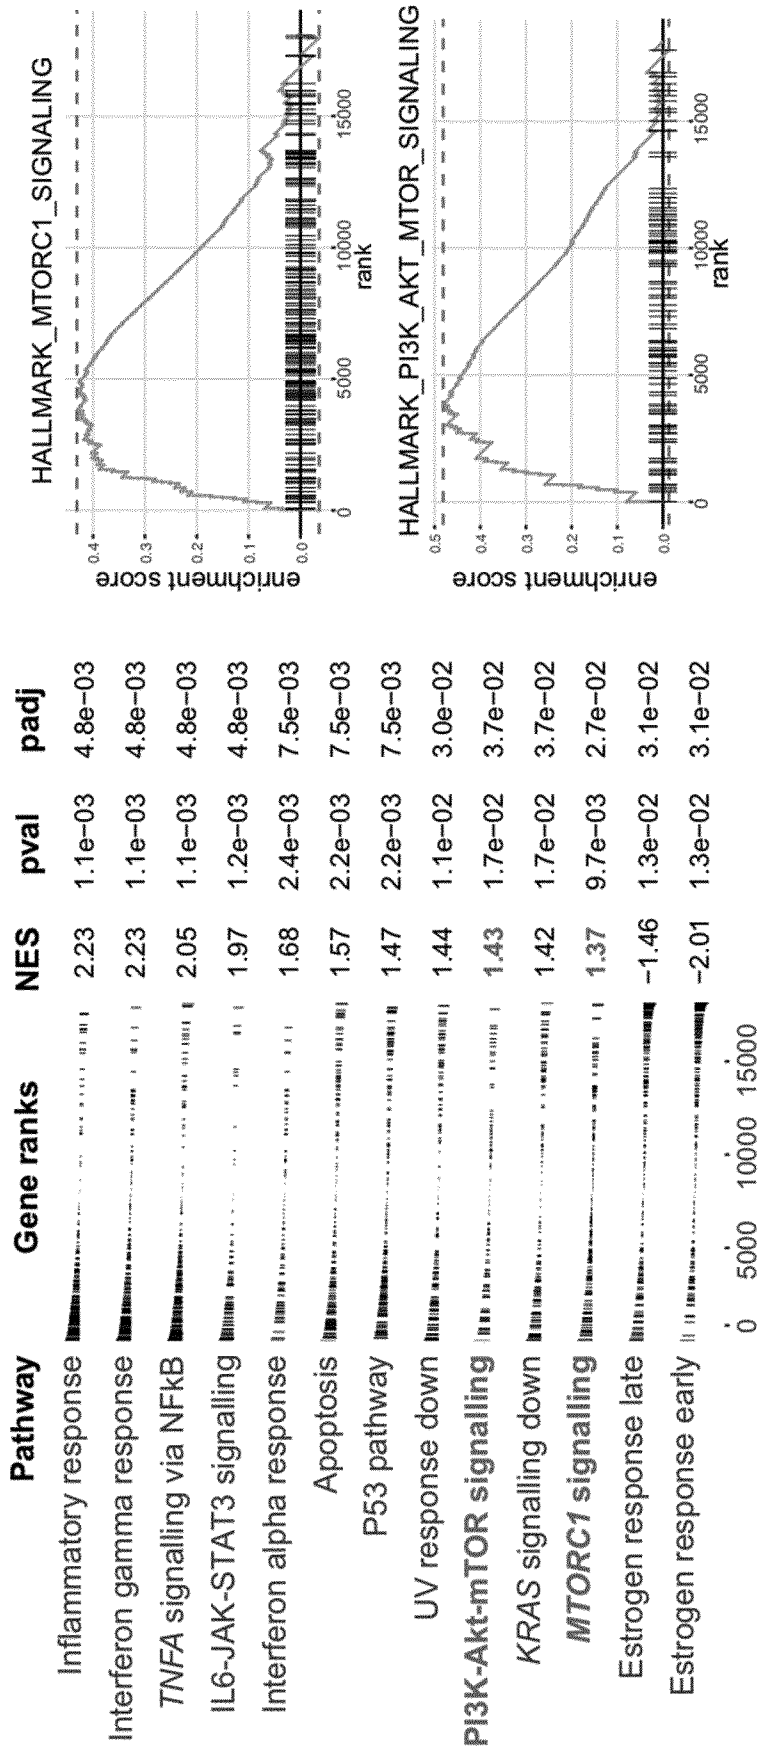 Pathway Gene ranks NES pval padj
Inflammatory response 2.23 1.1e−03 4.8e−03
Interferon gamma response 2.23 1.1e−03 4.8e−03
TNFA signalling via NFkB 2.05 1.1e−03 4.8e−03
IL6-JAK-STAT3 signalling 1.97 1.2e−03 4.8e−03
Interferon alpha response 1.68 2.4e−03 7.5e−03
Apoptosis 1.57 2.2e−03 7.5e−03
P53 pathway 1.47 2.2e−03 7.5e−03
UV response down 1.44 1.1e−02 3.0e−02
PI3K-Akt-mTOR signalling 1.43 1.7e−02 3.7e−02
KRAS signalling down 1.42 1.7e−02 3.7e−02
MTORC1 signalling 1.37 9.7e−03 2.7e−02
Estrogen response late −1.46 1.3e−02 3.1e−02
Estrogen response early −2.01 1.3e−02 3.1e−02
0 5000 10000 15000
HALLMARK_MTORC1_SIGNALING
enrichment score
0.4
0.3
0.2
0.1
0.0
0 5000 10000 15000
rank
HALLMARK_PI3K_AKT_MTOR_SIGNALING
enrichment score
0.5
0.4
0.3
0.2
0.1
0.0
0 5000 10000 15000
rank